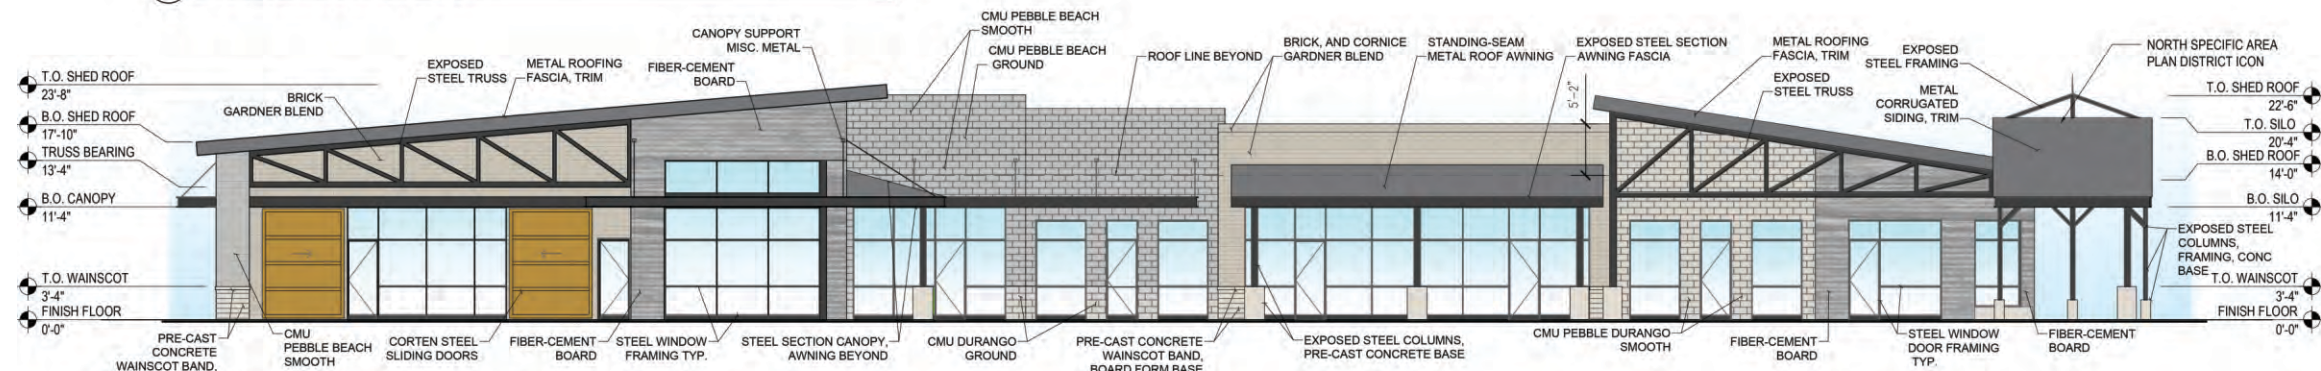 T.O. SHED ROOF
23'-8"
B.O. SHED ROOF
17'-10"
TRUSS BEARING
13'-4"
B.O. CANOPY
11'-4"
T.O. WAINSCOT
3'-4"
FINISH FLOOR
0'-0"
BRICK
GARDNER BLEND
EXPOSED
STEEL TRUSS
METAL ROOFING
FASCIA, TRIM
CANOPY SUPPORT
MISC. METAL
FIBER-CEMENT
BOARD
CMU PEBBLE BEACH
SMOOTH
CMU PEBBLE BEACH
GROUND
ROOF LINE BEYOND
BRICK, AND CORNICE
GARDNER BLEND
STANDING-SEAM
METAL ROOF AWNING
EXPOSED STEEL SECTION
AWNING FASCIA
5'-2"
METAL ROOFING
FASCIA, TRIM
EXPOSED
STEEL TRUSS
EXPOSED
STEEL FRAMING
METAL
CORRUGATED
SIDING, TRIM
NORTH SPECIFIC AREA
PLAN DISTRICT ICON
T.O. SHED ROOF
22'-6"
T.O. SILO
20'-4"
B.O. SHED ROOF
14'-0"
B.O. SILO
11'-4"
EXPOSED STEEL
COLUMNS,
FRAMING, CONC
BASE
T.O. WAINSCOT
3'-4"
FINISH FLOOR
0'-0"
PRE-CAST
CONCRETE
WAINSCOT BAND,
CMU
PEBBLE BEACH
SMOOTH
CORTEN STEEL
SLIDING DOORS
FIBER-CEMENT
BOARD
STEEL WINDOW
FRAMING TYP.
STEEL SECTION CANOPY,
AWNING BEYOND
CMU DURANGO
GROUND
PRE-CAST CONCRETE
WAINSCOT BAND,
BOARD FORM BASE
EXPOSED STEEL COLUMNS,
PRE-CAST CONCRETE BASE
CMU PEBBLE DURANGO
SMOOTH
FIBER-CEMENT
BOARD
STEEL WINDOW
DOOR FRAMING
TYP.
FIBER-CEMENT
BOARD